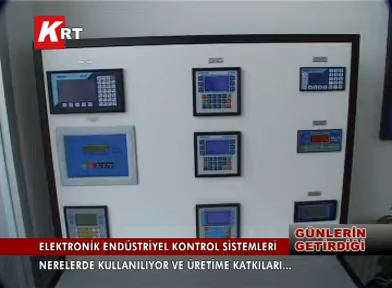 KRT
ELEKTRONİK ENDÜSTRİYEL KONTROL SİSTEMLERİ
GÜNLERİN
GETİRDİĞİ
NERELERDE KULLANILIYOR VE ÜRETİME KATKILARI...